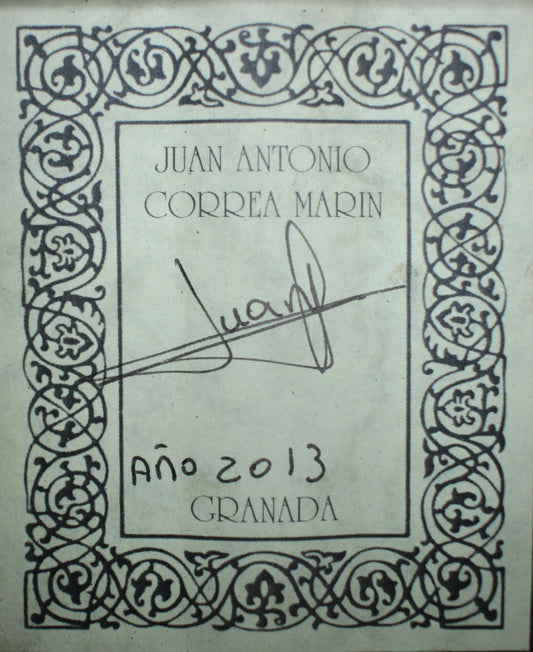 JUAN ANTONIO
CORREA MARIN
Juan
AÑO 2013
GRANADA